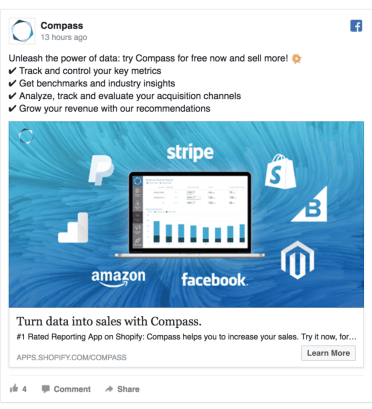 Compass
13 hours ago
Unleash the power of data: try Compass for free now and sell more!
✔ Track and control your key metrics
✔ Get benchmarks and industry insights
✔ Analyze, track and evaluate your acquisition channels
✔ Grow your revenue with our recommendations
stripe
amazon
facebook
Turn data into sales with Compass.
#1 Rated Reporting App on Shopify: Compass helps you to increase your sales. Try it now, for…
APPS.SHOPIFY.COM/COMPASS
Learn More
4 Comment Share